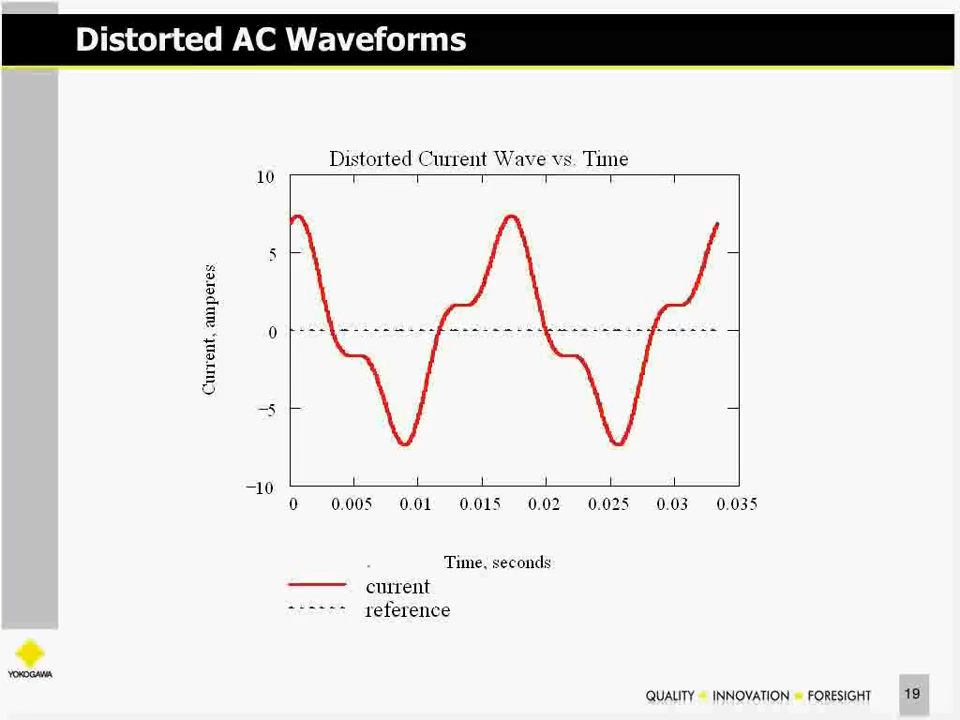 Distorted AC Waveforms
Distorted Current Wave vs. Time
10
5
0
−5
−10
Current, amperes
0 0.005 0.01 0.015 0.02 0.025 0.03 0.035
Time, seconds
current
reference
YOKOGAWA
QUALITY INNOVATION FORESIGHT
19